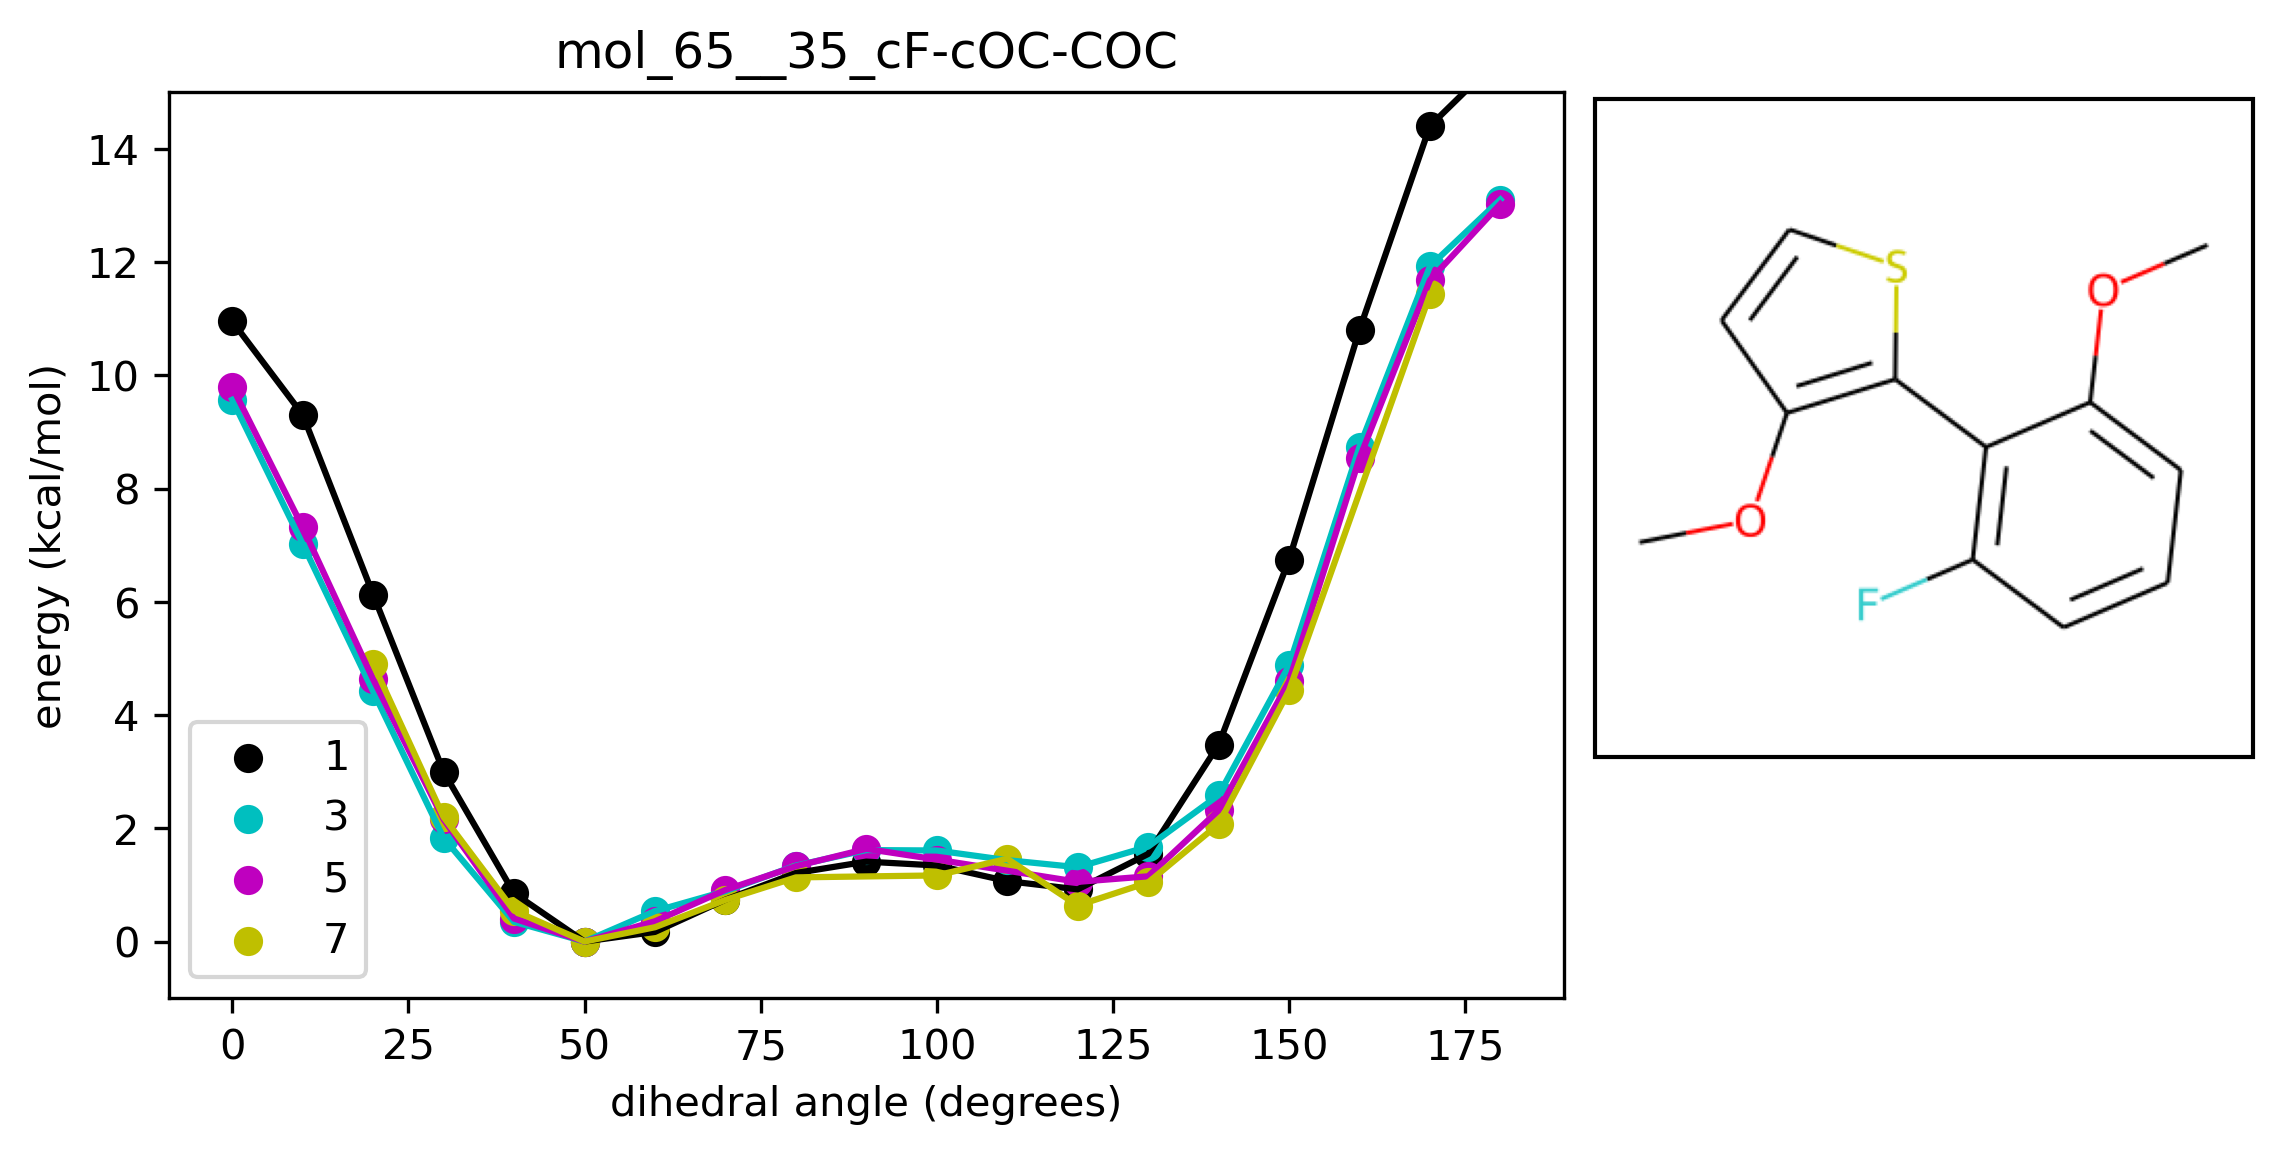 mol_65__35_cF-cOC-COC
energy (kcal/mol)
14
12
10
8
6
4
2
0
1
3
5
7
0 25 50 75 100 125 150 175
dihedral angle (degrees)
S
O
O
F